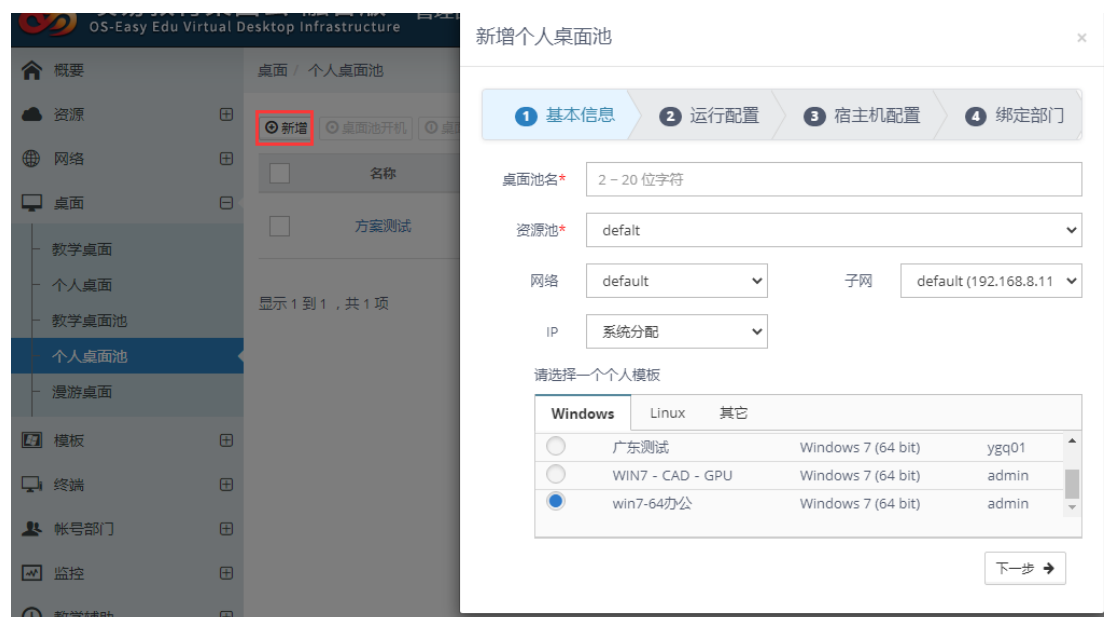 OS-Easy Edu Virtual Desktop Infrastructure
概要
资源
网络
桌面
教学桌面
个人桌面
教学桌面池
个人桌面池
漫游桌面
模板
终端
帐号部门
监控
桌面 / 个人桌面池
新增
桌面池开机
名称
方案测试
显示 1 到 1 ，共 1 项
新增个人桌面池
×
1 基本信息
2 运行配置
3 宿主机配置
4 绑定部门
桌面池名* 2 – 20 位字符
资源池* defalt
网络 default 子网 default (192.168.8.11
IP 系统分配
请选择一个个人模板
Windows Linux 其它
广东测试 Windows 7 (64 bit) ygq01
WIN7 - CAD - GPU Windows 7 (64 bit) admin
win7-64办公 Windows 7 (64 bit) admin
下一步